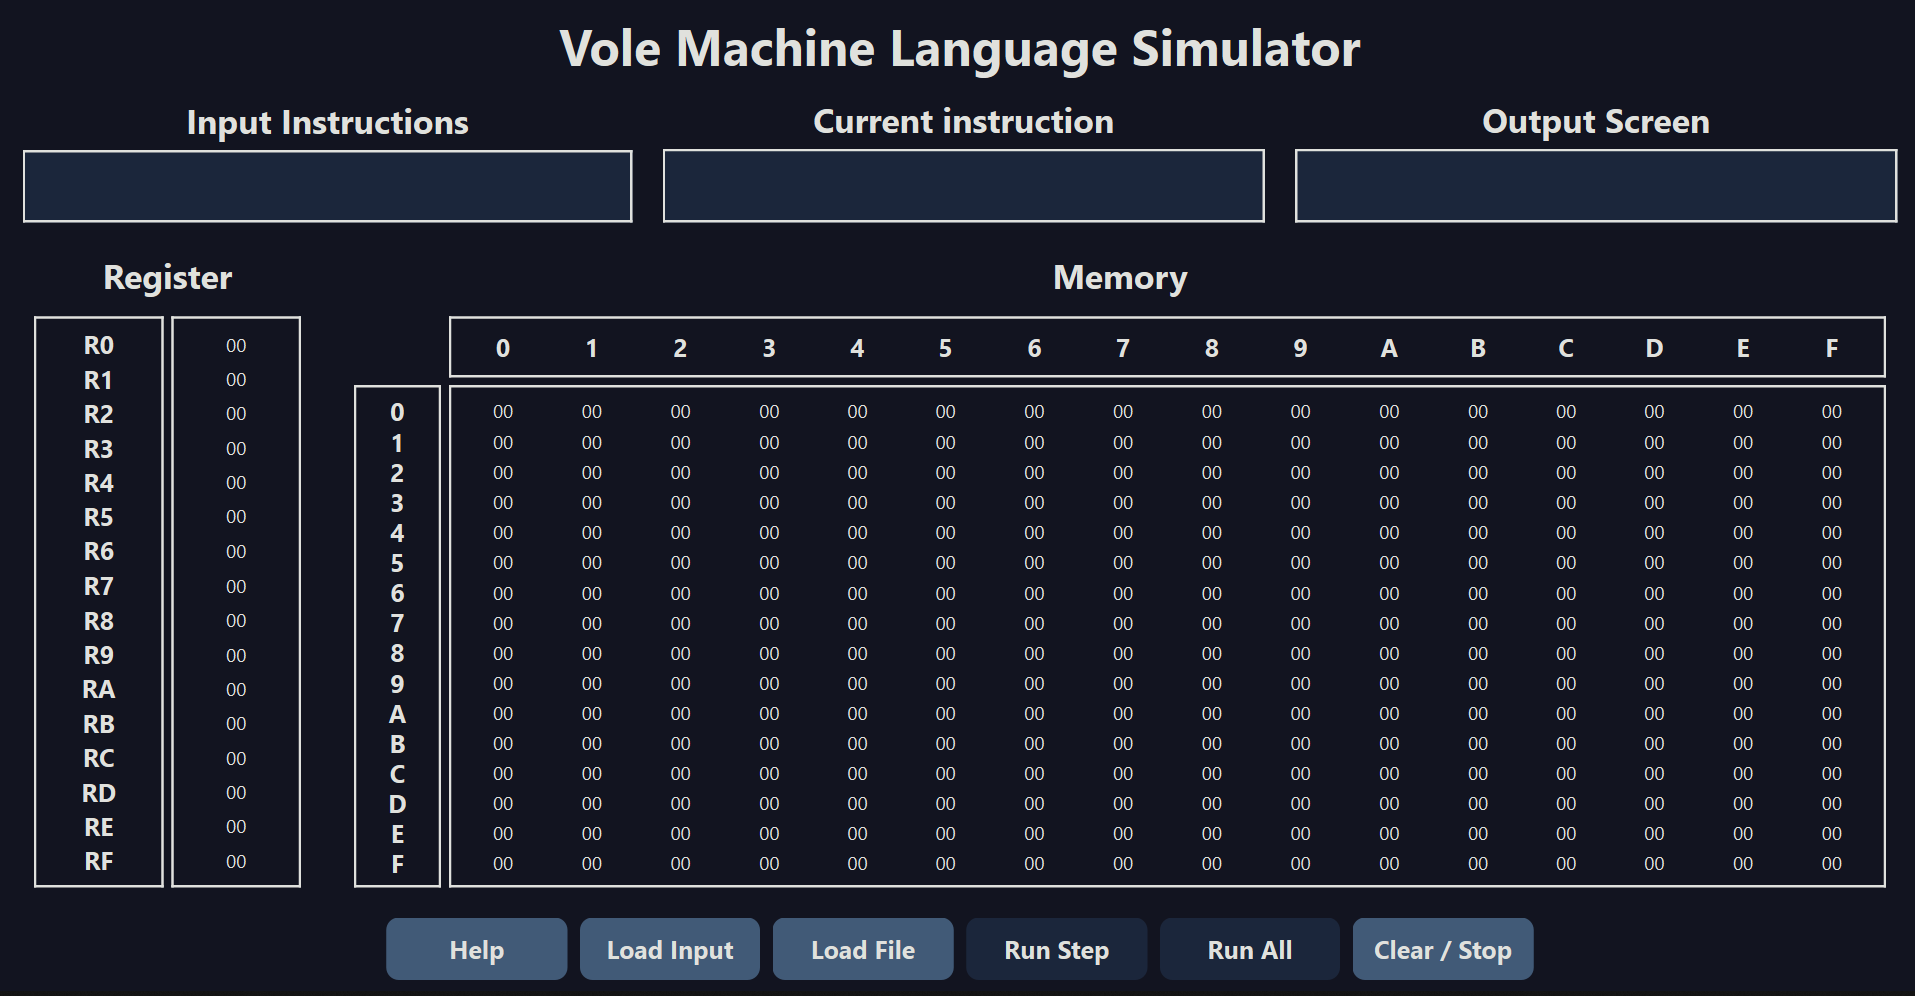 Vole Machine Language Simulator
Input Instructions Current instruction Output Screen
Register Memory
0 1 2 3 4 5 6 7 8 9 A B C D E F
R0 00
R1 00
R2 00
R3 00
R4 00
R5 00
R6 00
R7 00
R8 00
R9 00
RA 00
RB 00
RC 00
RD 00
RE 00
RF 00
0 00 00 00 00 00 00 00 00 00 00 00 00 00 00 00 00
1 00 00 00 00 00 00 00 00 00 00 00 00 00 00 00 00
2 00 00 00 00 00 00 00 00 00 00 00 00 00 00 00 00
3 00 00 00 00 00 00 00 00 00 00 00 00 00 00 00 00
4 00 00 00 00 00 00 00 00 00 00 00 00 00 00 00 00
5 00 00 00 00 00 00 00 00 00 00 00 00 00 00 00 00
6 00 00 00 00 00 00 00 00 00 00 00 00 00 00 00 00
7 00 00 00 00 00 00 00 00 00 00 00 00 00 00 00 00
8 00 00 00 00 00 00 00 00 00 00 00 00 00 00 00 00
9 00 00 00 00 00 00 00 00 00 00 00 00 00 00 00 00
A 00 00 00 00 00 00 00 00 00 00 00 00 00 00 00 00
B 00 00 00 00 00 00 00 00 00 00 00 00 00 00 00 00
C 00 00 00 00 00 00 00 00 00 00 00 00 00 00 00 00
D 00 00 00 00 00 00 00 00 00 00 00 00 00 00 00 00
E 00 00 00 00 00 00 00 00 00 00 00 00 00 00 00 00
F 00 00 00 00 00 00 00 00 00 00 00 00 00 00 00 00
Help Load Input Load File Run Step Run All Clear / Stop